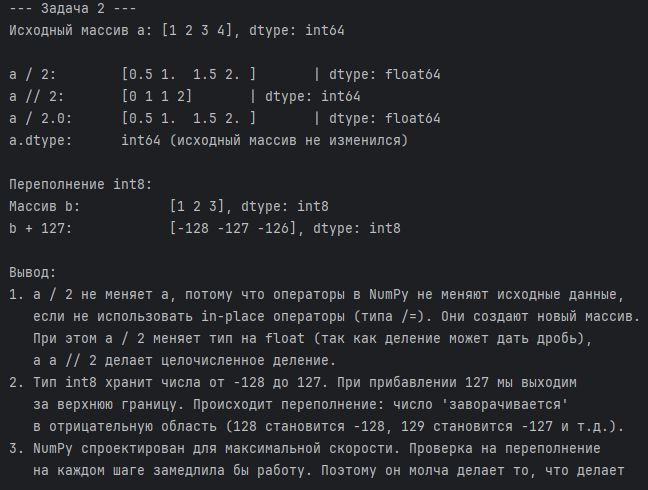 --- Задача 2 ---
Исходный массив a: [1 2 3 4], dtype: int64
a / 2:        [0.5 1.  1.5 2. ]       | dtype: float64
a // 2:       [0 1 1 2]       | dtype: int64
a / 2.0:      [0.5 1.  1.5 2. ]       | dtype: float64
a.dtype:      int64 (исходный массив не изменился)
Переполнение int8:
Массив b:           [1 2 3], dtype: int8
b + 127:            [-128 -127 -126], dtype: int8
Вывод:
1. a / 2 не меняет a, потому что операторы в NumPy не меняют исходные данные,
если не использовать in-place операторы (типа /=). Они создают новый массив.
При этом a / 2 меняет тип на float (так как деление может дать дробь),
а a // 2 делает целочисленное деление.
2. Тип int8 хранит числа от -128 до 127. При прибавлении 127 мы выходим
за верхнюю границу. Происходит переполнение: число 'заворачивается'
в отрицательную область (128 становится -128, 129 становится -127 и т.д.).
3. NumPy спроектирован для максимальной скорости. Проверка на переполнение
на каждом шаге замедлила бы работу. Поэтому он молча делает то, что делает